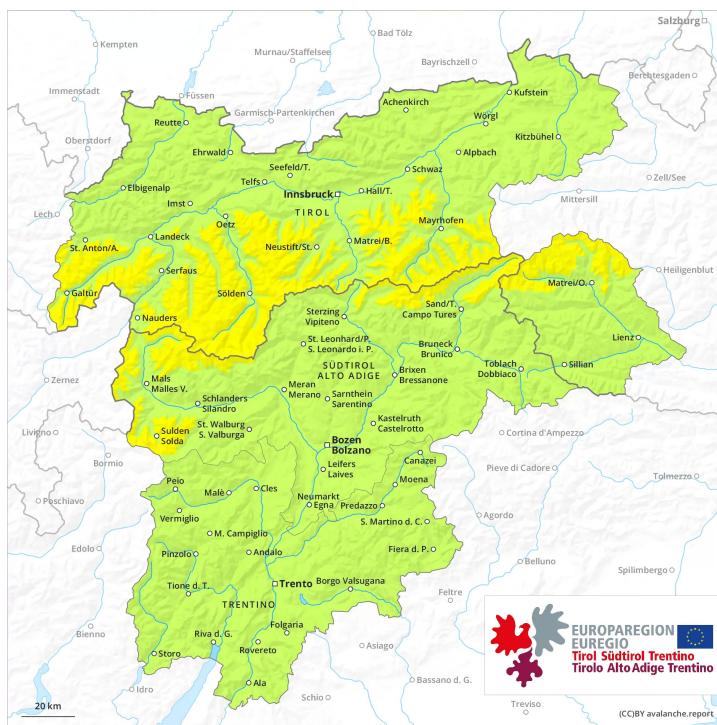 Salzburg
Kempten
Bad Tölz
Murnau/Staffelsee
Bayrischzell
Berchtesgaden
Immenstadt
Füssen
Garmisch-Partenkirchen
Achenkirch
Kufstein
Wörgl
Reutte
Oberstdorf
Ehrwald
Kitzbühel
Alpbach
Seefeld/T.
Schwaz
Telfs
Zell/See
Elbigenalp
Innsbruck
Hall/T.
Mittersill
Imst
TIROL
Lech
Oetz
Mayrhofen
St. Anton/A.
Landeck
Neustift/St.
Matrei/B.
Serfaus
Heiligenblut
Galtür
Sölden
Matrei/O.
Nauders
Sterzing
Vipiteno
Sand/T.
Campo Tures
Lienz
St. Leonhard/P.
S. Leonardo i. P.
Bruneck
Brunico
Toblach
Dobbiaco
Sillian
SÜDTIROL
ALTO ADIGE
Brixen
Bressanone
Zernez
Mals
Malles V.
Meran
Merano
Schlanders
Silandro
Sarnthein
Sarentino
Kastelruth
Castelrotto
St. Walburg
S. Valburga
Sulden
Solda
Livigno
Cortina d'Ampezzo
Bozen
Bolzano
Bormio
Canazei
Pieve di Cadore
Leifers
Laives
Tolmezzo
Poschiavo
Peio
Malè
Cles
Moena
Neumarkt
Egna
Predazzo
Vermiglio
Agordo
S. Martino d. C.
M. Campiglio
Edolo
Pinzolo
Andalo
Fiera d. P.
Belluno
Spilimbergo
Tione d. T.
Trento
Borgo Valsugana
Feltre
TRENTINO
Bienno
Folgaria
Riva d. G.
Rovereto
Asiago
Storo
Bassano d. G.
Idro
Ala
Schio
Treviso
20 km
EUROPAREGION
EUREGIO
Tirol Südtirol Trentino
Tirolo Alto Adige Trentino
(CC)BY avalanche.report